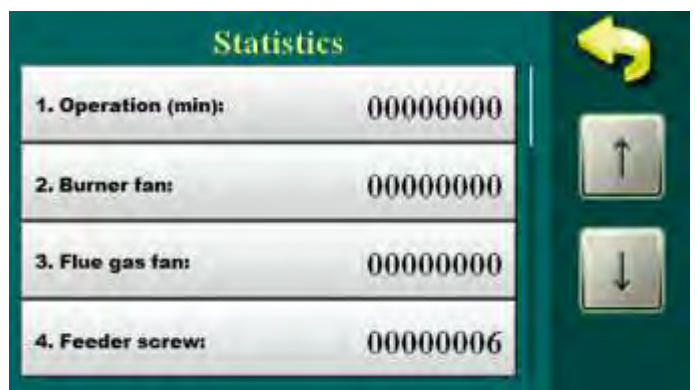 Statistics
1. Operation (min): 00000000
2. Burner fan: 00000000
3. Flue gas fan: 00000000
4. Feeder screw: 00000006